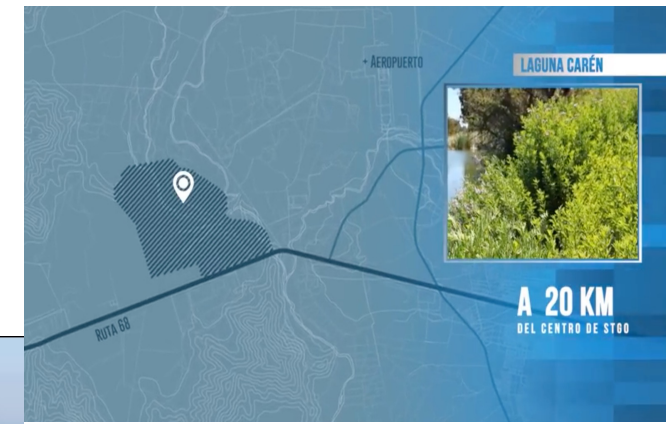 + AEROPUERTO
LAGUNA CARÉN
RUTA 68
A 20 KM
DEL CENTRO DE STGO